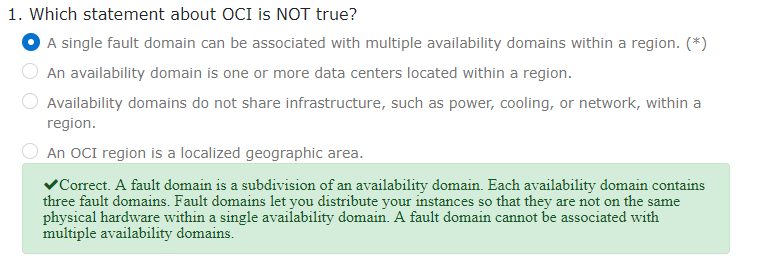 1. Which statement about OCI is NOT true?
A single fault domain can be associated with multiple availability domains within a region. (*)
An availability domain is one or more data centers located within a region.
Availability domains do not share infrastructure, such as power, cooling, or network, within a
region.
An OCI region is a localized geographic area.
✔Correct. A fault domain is a subdivision of an availability domain. Each availability domain contains
three fault domains. Fault domains let you distribute your instances so that they are not on the same
physical hardware within a single availability domain. A fault domain cannot be associated with
multiple availability domains.